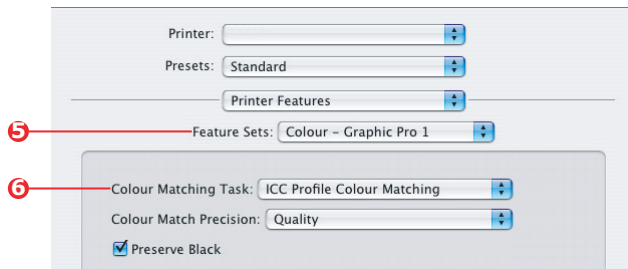 Printer:
Presets: Standard
Printer Features
5 Feature Sets: Colour – Graphic Pro 1
6 Colour Matching Task: ICC Profile Colour Matching
Colour Match Precision: Quality
Preserve Black